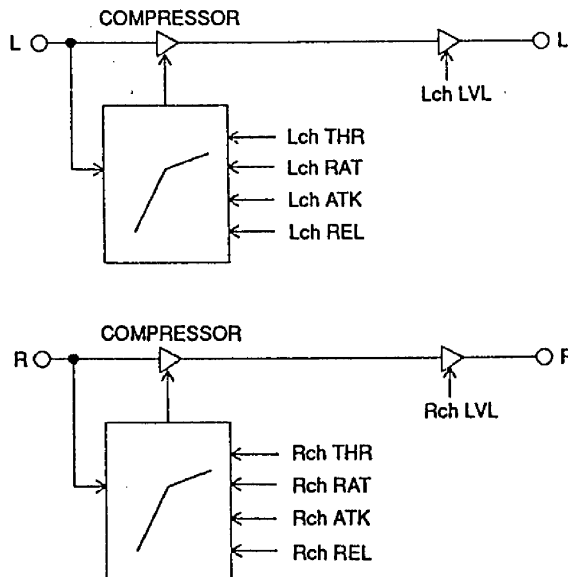 COMPRESSOR
L L
Lch LVL
Lch THR
Lch RAT
Lch ATK
Lch REL
COMPRESSOR
R
Rch LVL
Rch THR
Rch RAT
Rch ATK
Rch REL